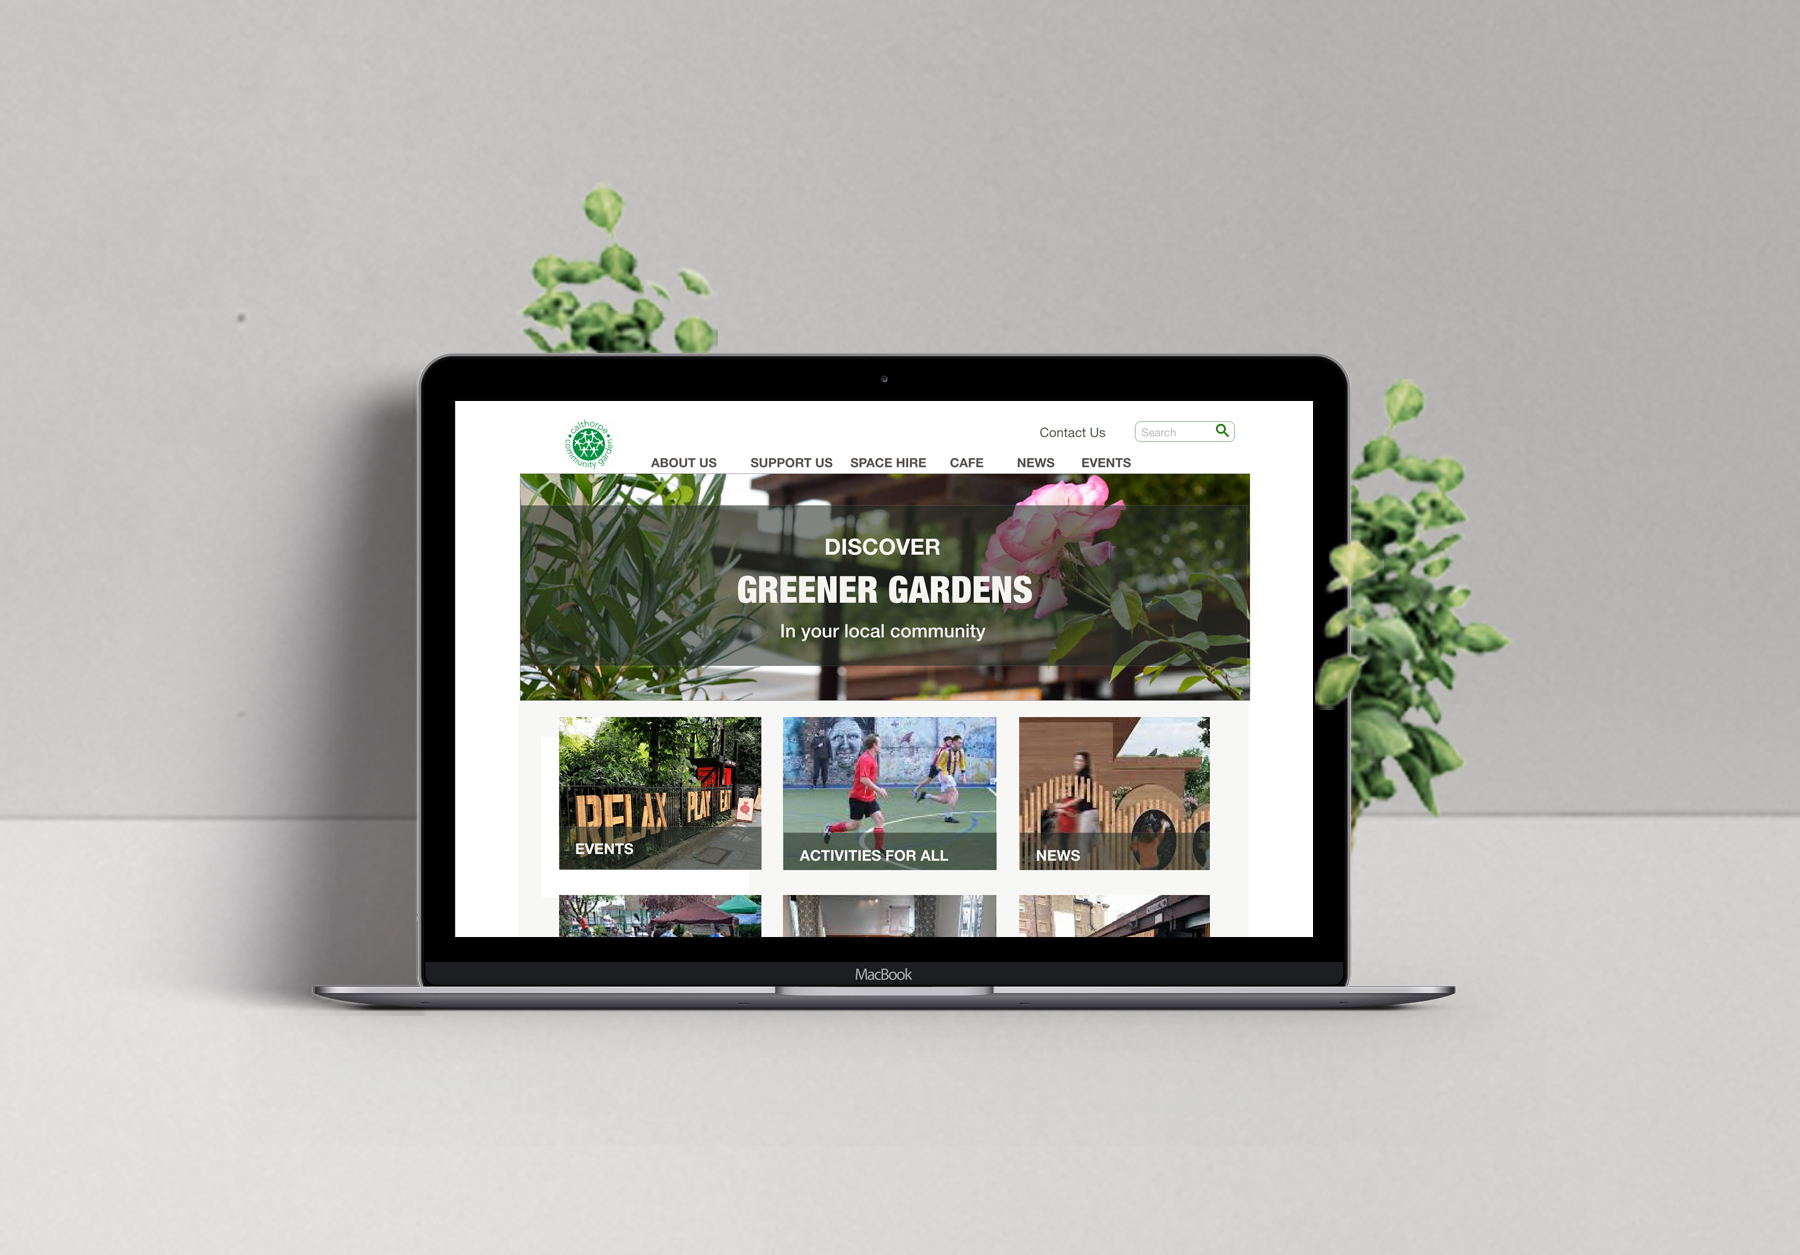 calthorpe
community garden
Contact Us
Search
ABOUT US
SUPPORT US
SPACE HIRE
CAFE
NEWS
EVENTS
DISCOVER
GREENER GARDENS
In your local community
RELAX
PLAY
EAT
EVENTS
ACTIVITIES FOR ALL
NEWS
MacBook